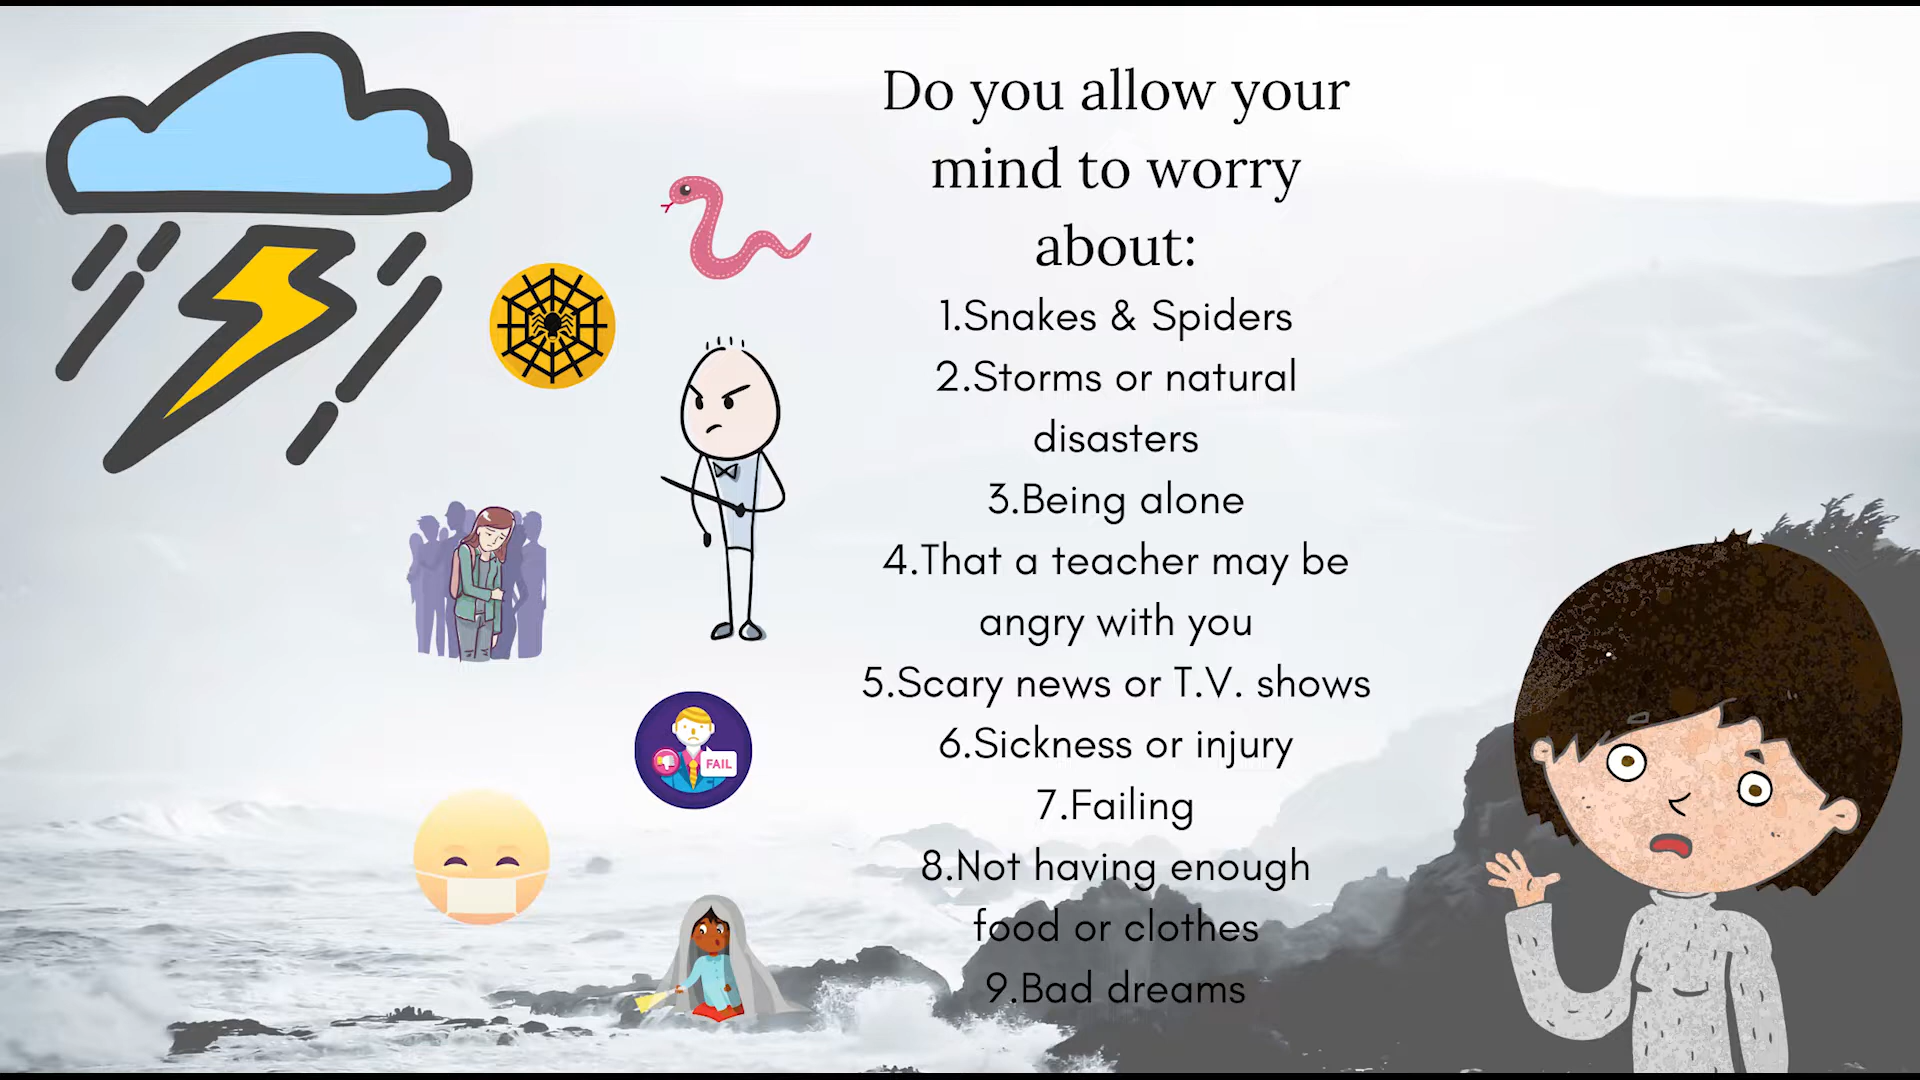 Do you allow your
mind to worry
about:
1.Snakes & Spiders
2.Storms or natural
disasters
3.Being alone
4.That a teacher may be
angry with you
5.Scary news or T.V. shows
6.Sickness or injury
7.Failing
FAIL
8.Not having enough
food or clothes
9.Bad dreams